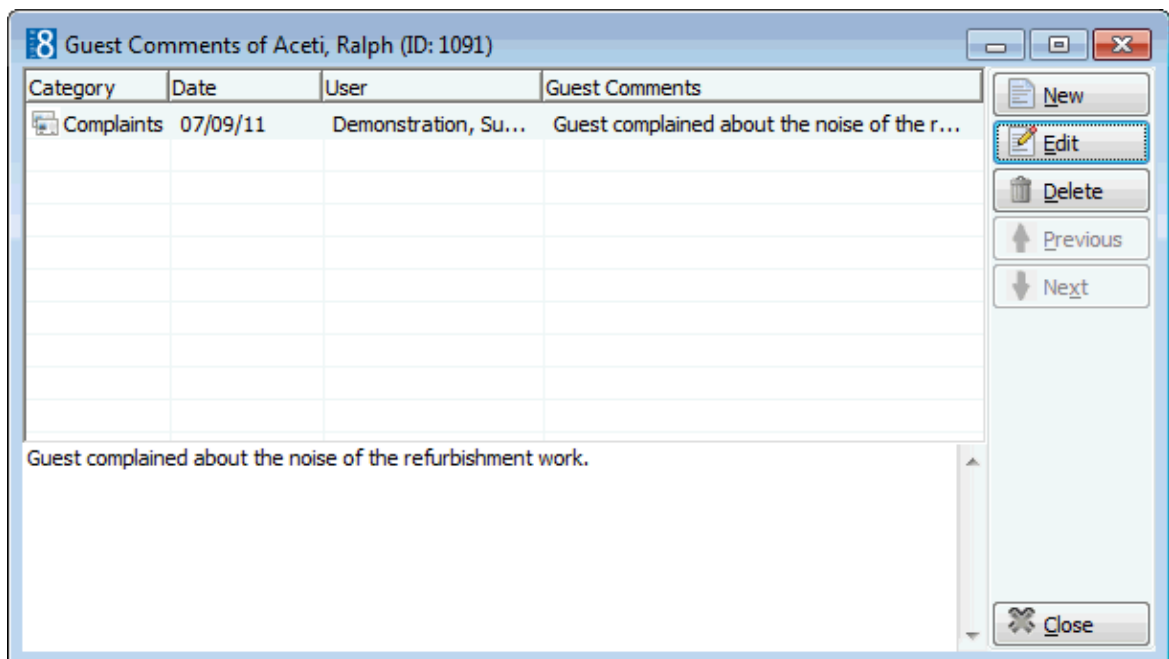 8 Guest Comments of Aceti, Ralph (ID: 1091)
Category Date User Guest Comments
Complaints 07/09/11 Demonstration, Su... Guest complained about the noise of the r...
New
Edit
Delete
Previous
Next
Guest complained about the noise of the refurbishment work.
Close